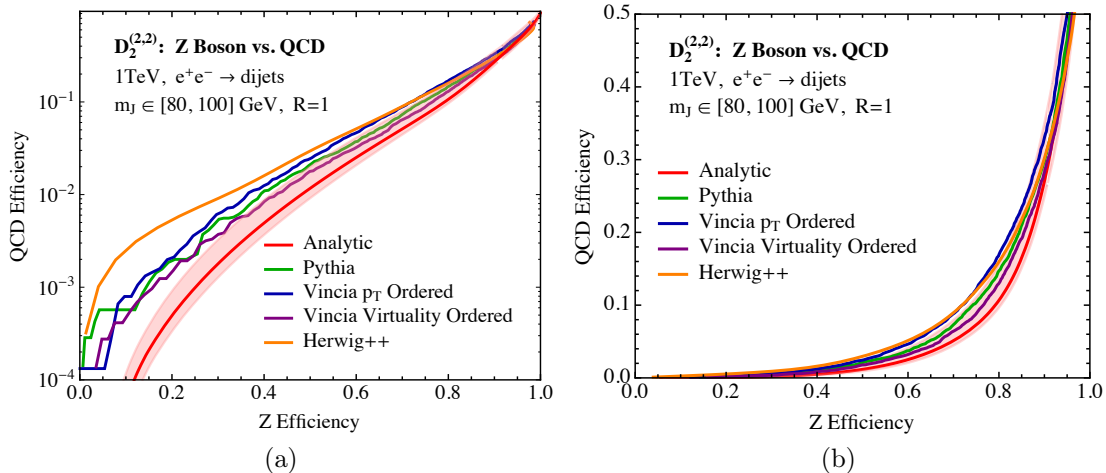 D₂^(2,2): Z Boson vs. QCD
1TeV, e⁺e⁻ → dijets
m_J ∈ [80, 100] GeV, R=1
Analytic
Pythia
Vincia p_T Ordered
Vincia Virtuality Ordered
Herwig++
QCD Efficiency
10⁻¹
10⁻²
10⁻³
10⁻⁴
0.0 0.2 0.4 0.6 0.8 1.0
Z Efficiency
(a)
D₂^(2,2): Z Boson vs. QCD
1TeV, e⁺e⁻ → dijets
m_J ∈ [80, 100] GeV, R=1
Analytic
Pythia
Vincia p_T Ordered
Vincia Virtuality Ordered
Herwig++
QCD Efficiency
0.5
0.4
0.3
0.2
0.1
0.0
0.0 0.2 0.4 0.6 0.8 1.0
Z Efficiency
(b)